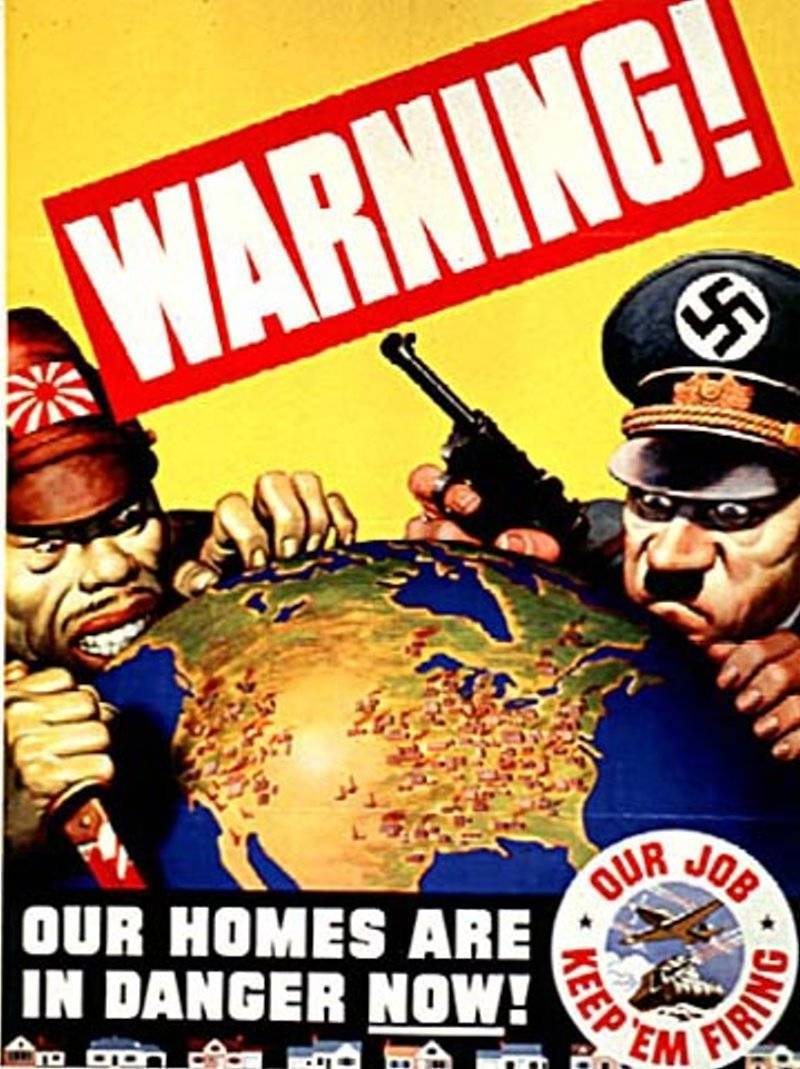 WARNING!
OUR HOMES ARE
IN DANGER NOW!
OUR JOB
KEEP 'EM FIRING